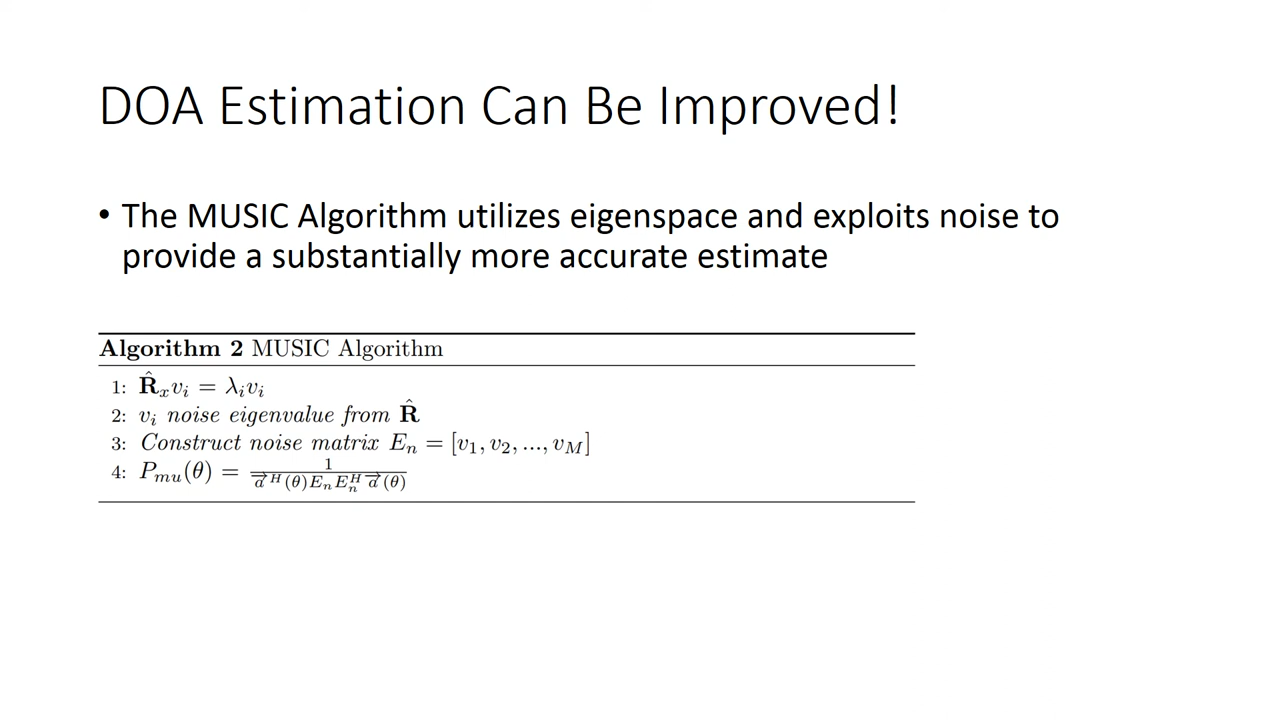 DOA Estimation Can Be Improved!
• The MUSIC Algorithm utilizes eigenspace and exploits noise to
provide a substantially more accurate estimate
Algorithm 2 MUSIC Algorithm
1: R̂ₓvᵢ = λᵢvᵢ
2: vᵢ noise eigenvalue from R̂
3: Construct noise matrix Eₙ = [v₁, v₂, ..., v_M]
4: P_mu(θ) = 1 / (a⃗^H(θ)EₙEₙ^H a⃗(θ))